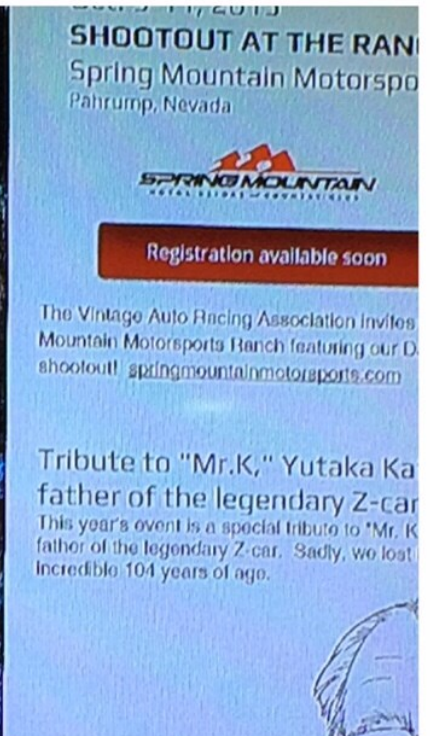 11, 2015
SHOOTOUT AT THE RAN
Spring Mountain Motorspo
Pahrump, Nevada
SPRING MOUNTAIN
Registration available soon
The Vintage Auto Racing Association invites
Mountain Motorsports Ranch featuring our D
shootout! springmountainmotorsports.com
Tribute to "Mr.K," Yutaka Ka
father of the legendary Z-car
This year's event is a special tribute to "Mr. K
father of the legendary Z-car. Sadly, we lost
incredible 104 years of age.